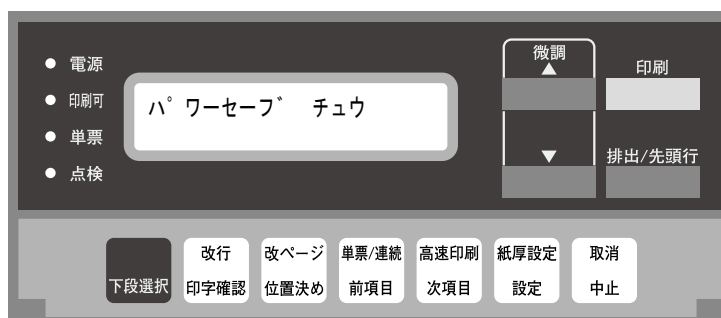 電源
印刷可
単票
点検
パワーセーブ チュウ
微調
▲
▼
印刷
排出/先頭行
下段選択
改行
印字確認
改ページ
位置決め
単票/連続
前項目
高速印刷
次項目
紙厚設定
設定
取消
中止